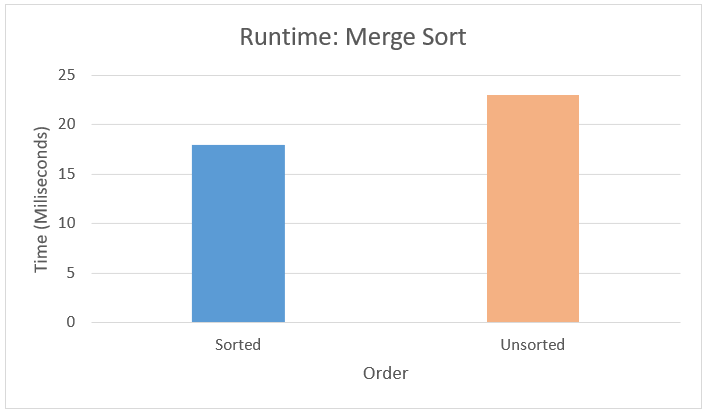 Runtime: Merge Sort
25
20
15
10
5
0
Time (Miliseconds)
Sorted
Unsorted
Order